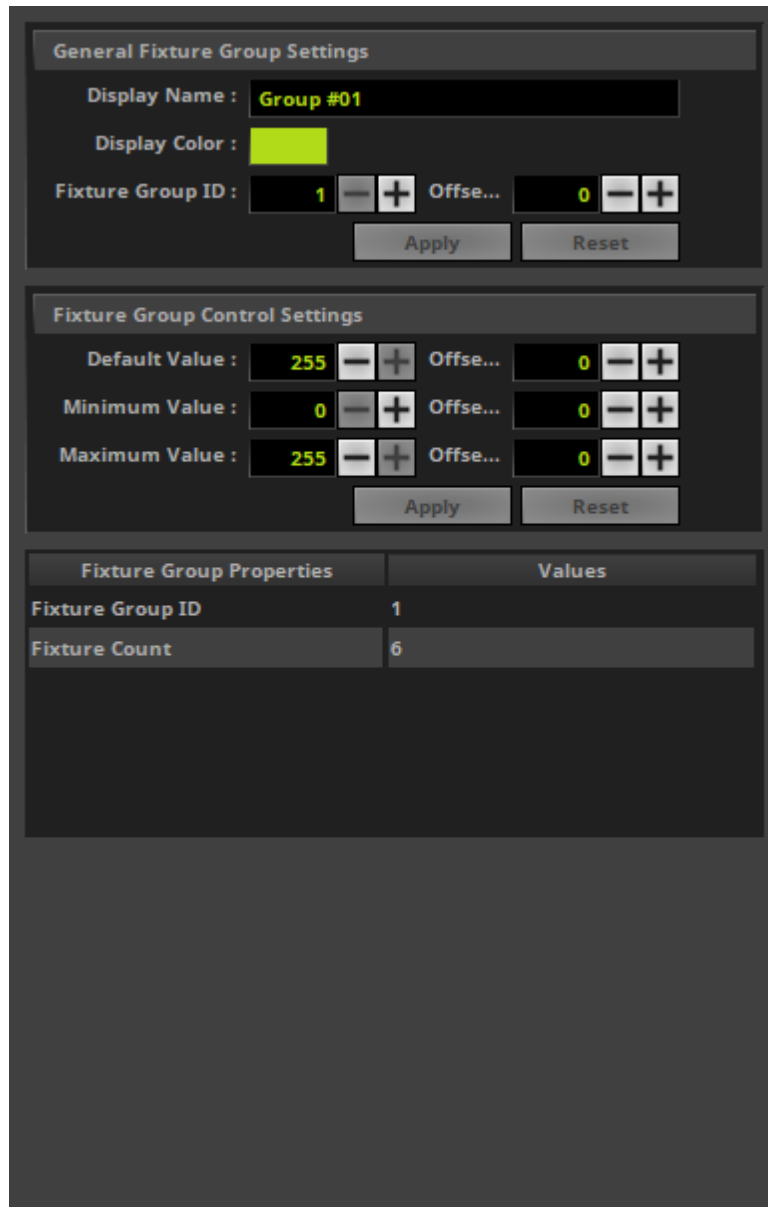 General Fixture Group Settings
Display Name : Group #01
Display Color :
Fixture Group ID : 1 Offse... 0
Apply Reset
Fixture Group Control Settings
Default Value : 255 Offse... 0
Minimum Value : 0 Offse... 0
Maximum Value : 255 Offse... 0
Apply Reset
Fixture Group Properties Values
Fixture Group ID 1
Fixture Count 6